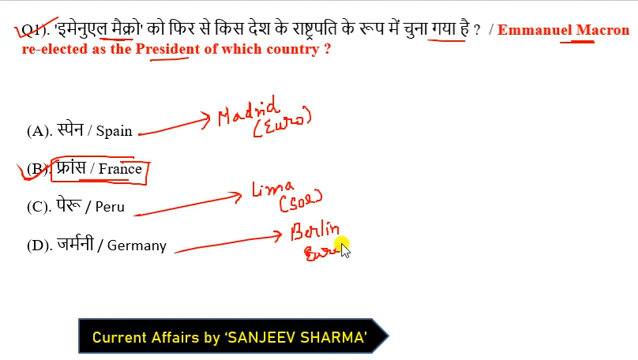 Q1). 'इमेनुएल मैक्रो' को फिर से किस देश के राष्ट्रपति के रूप में चुना गया है ? / Emmanuel Macron
re-elected as the President of which country ?
(A). स्पेन / Spain
Madrid
(Euro)
(B). फ्रांस / France
(C). पेरू / Peru
Lima
(Sol)
(D). जर्मनी / Germany
Berlin
Euro
Current Affairs by 'SANJEEV SHARMA'